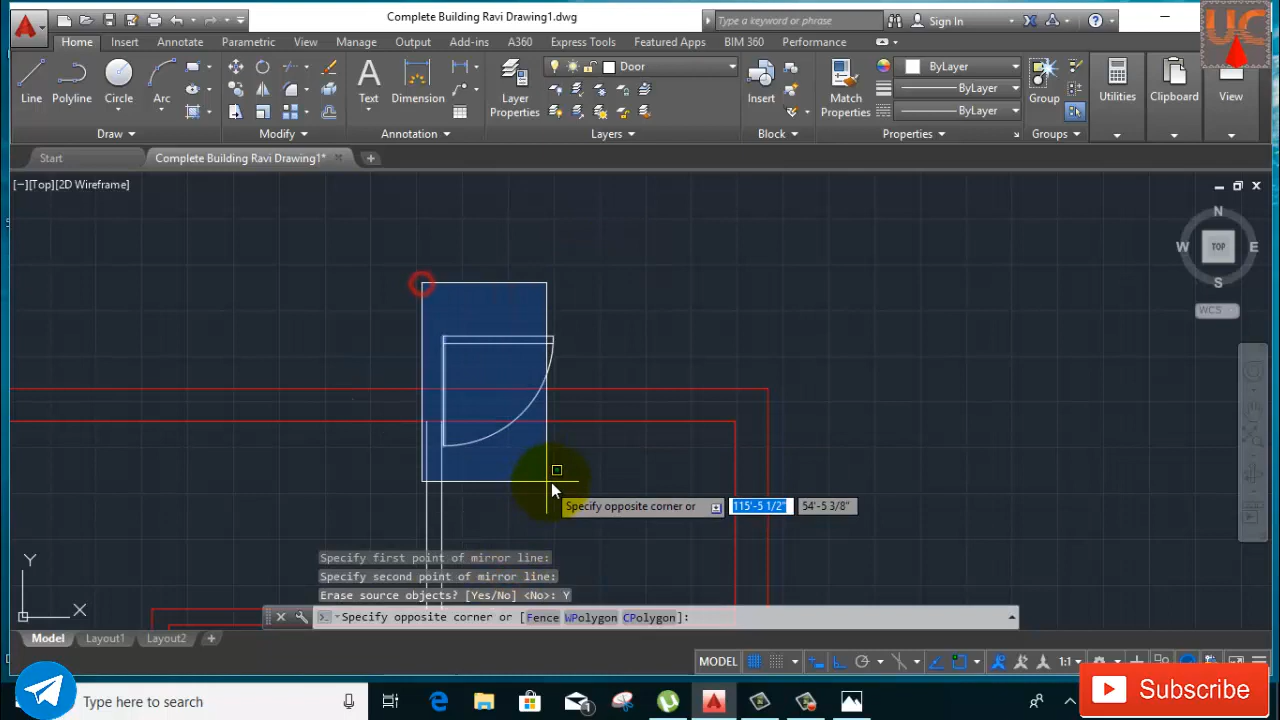 Complete Building Ravi Drawing1.dwg
Type a keyword or phrase
Sign In
UC
Home Insert Annotate Parametric View Manage Output Add-ins A360 Express Tools Featured Apps BIM 360 Performance
Door
ByLayer
ByLayer
ByLayer
Line Polyline Circle Arc Text Dimension Layer Properties Insert Match Properties Group Utilities Clipboard View
Draw Modify Annotation Layers Block Properties Groups
Start Complete Building Ravi Drawing1*
[−][Top][2D Wireframe]
N
W TOP E
S
WCS
Specify opposite corner or 115'-5 1/2" 54'-5 3/8"
Specify first point of mirror line:
Specify second point of mirror line:
Erase source objects? [Yes/No] <No>: Y
Specify opposite corner or [Fence WPolygon CPolygon]:
Y
X
Model Layout1 Layout2
MODEL 1:1
Type here to search
1
Subscribe